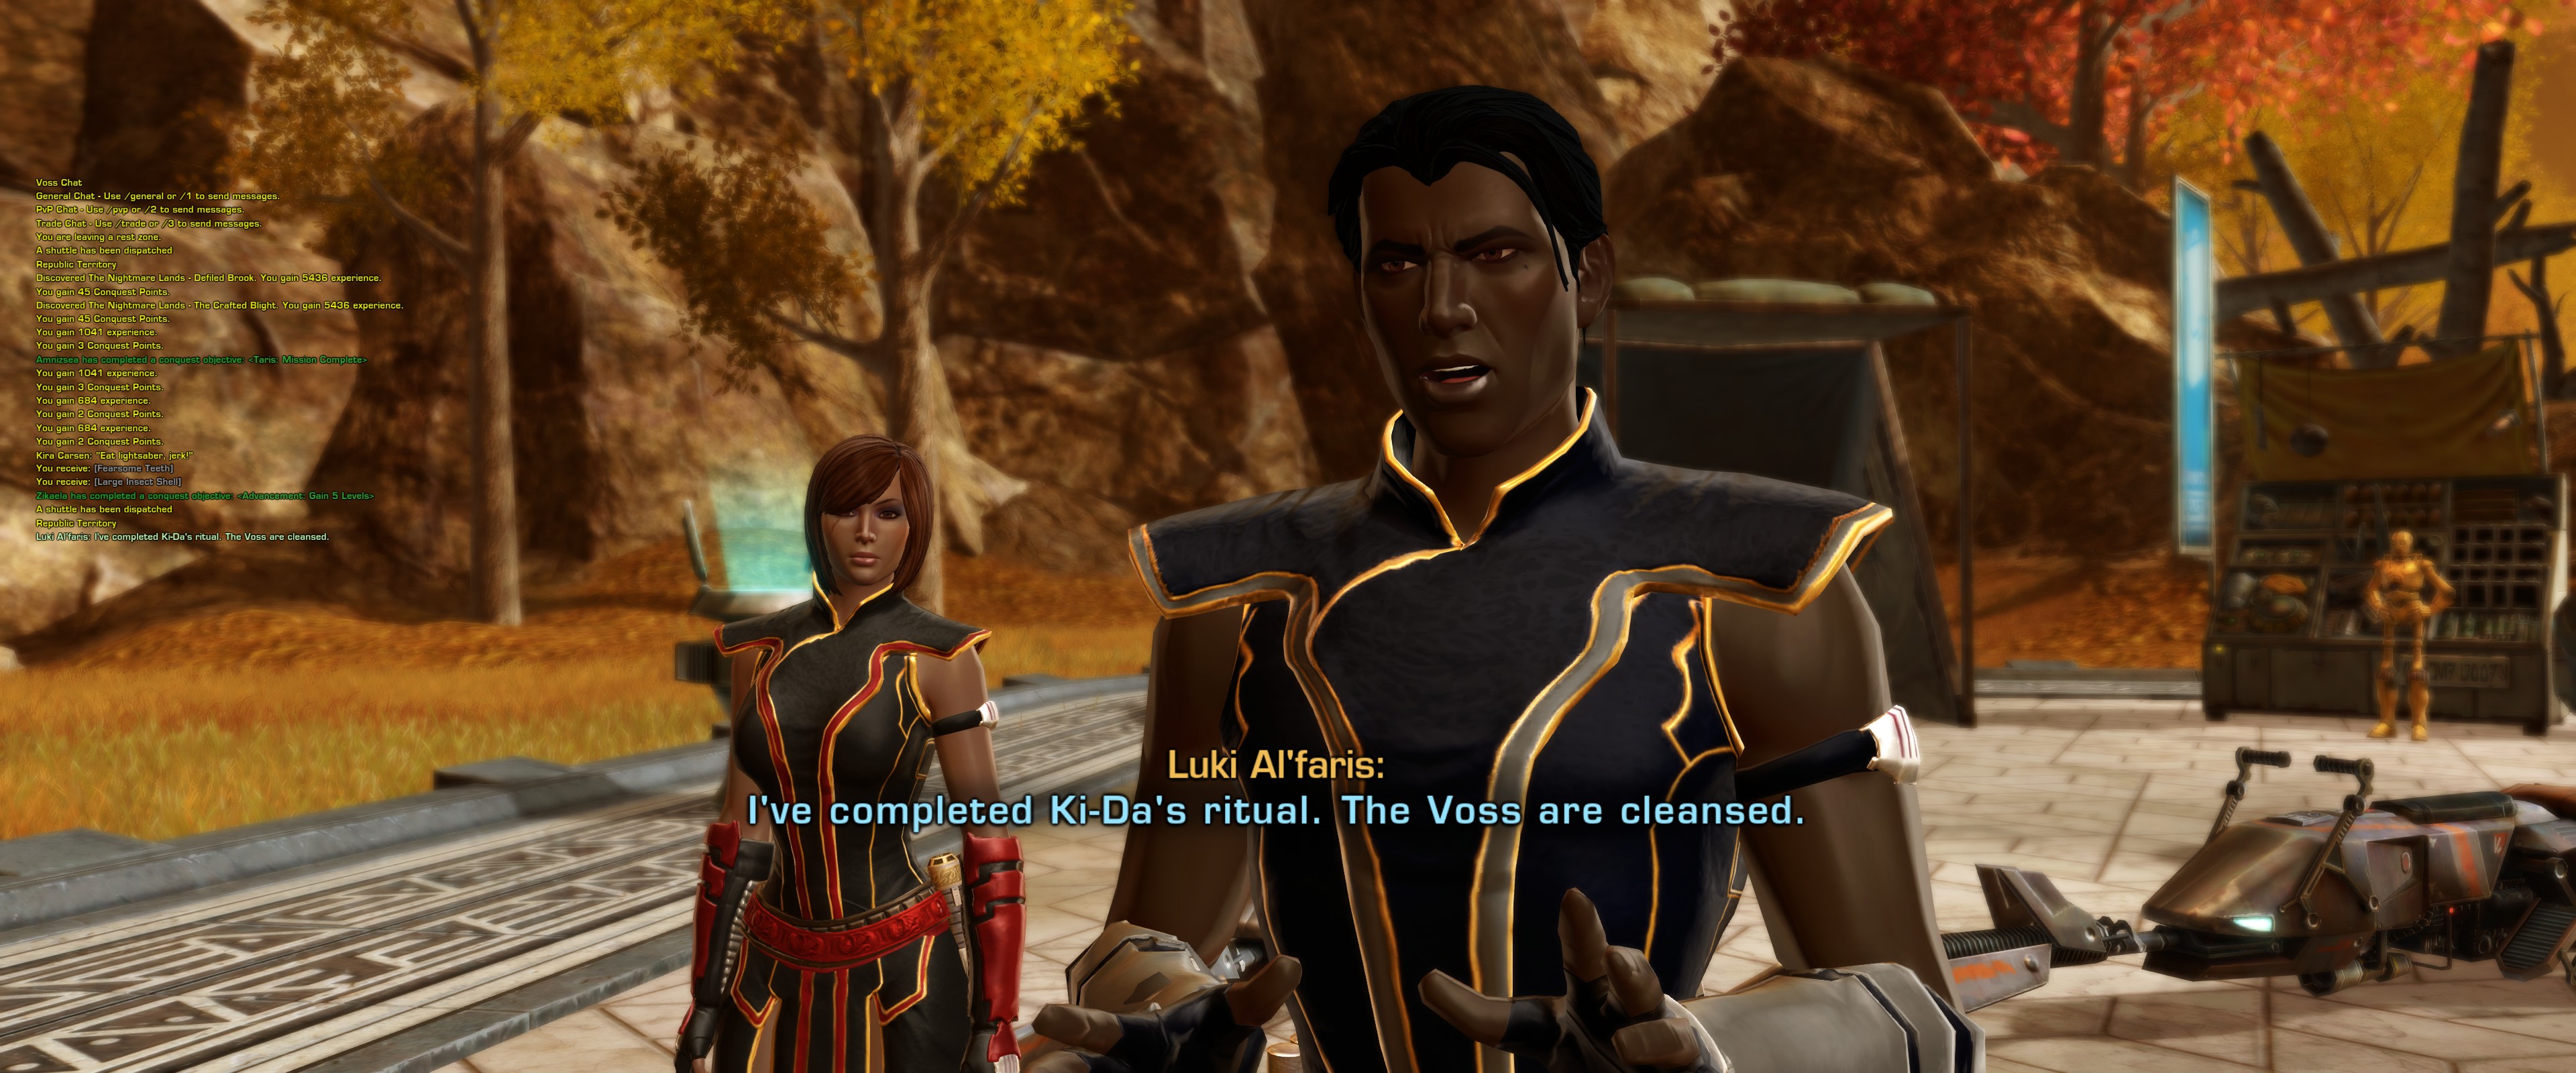 Voss Chat
General Chat - Use /general or /1 to send messages.
PvP Chat - Use /pvp or /2 to send messages.
Trade Chat - Use /trade or /3 to send messages.
You are leaving a rest zone.
A shuttle has been dispatched
Republic Territory
Discovered The Nightmare Lands - Defiled Brook. You gain 5436 experience.
You gain 45 Conquest Points.
Discovered The Nightmare Lands - The Crafted Blight. You gain 5436 experience.
You gain 45 Conquest Points.
You gain 1041 experience.
You gain 3 Conquest Points.
Amnizsea has completed a conquest objective: <Taris: Mission Complete>
You gain 1041 experience.
You gain 3 Conquest Points.
You gain 684 experience.
You gain 2 Conquest Points.
You gain 684 experience.
You gain 2 Conquest Points.
Kira Carsen: "Eat lightsaber, jerk!"
You receive: [Fearsome Teeth]
You receive: [Large Insect Shell]
Zikaela has completed a conquest objective: <Advancement: Gain 5 Levels>
A shuttle has been dispatched
Republic Territory
Luki Al'faris: I've completed Ki-Da's ritual. The Voss are cleansed.
Luki Al'faris:
I've completed Ki-Da's ritual. The Voss are cleansed.